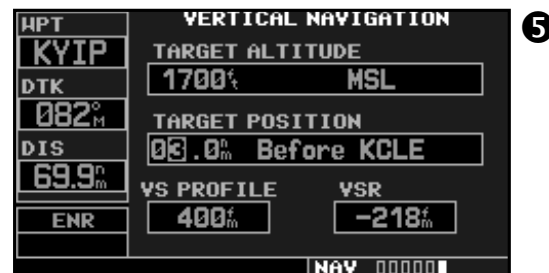 WPT
KYIP
DTK
082°M
DIS
69.9nm
ENR
VERTICAL NAVIGATION
TARGET ALTITUDE
1700ft MSL
TARGET POSITION
03.0nm Before KCLE
VS PROFILE
400fm
VSR
-218fm
NAV
5